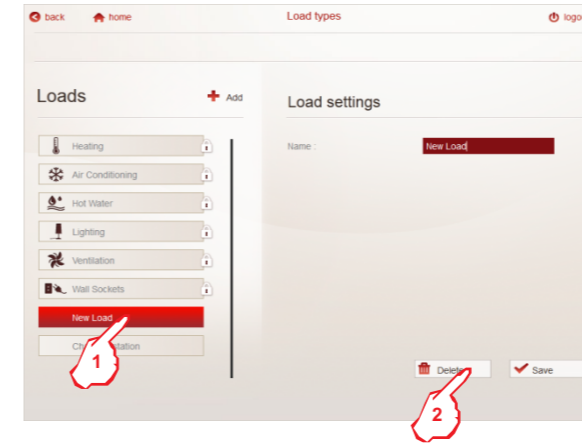 back home Load types logo
Loads Add
Load settings
Heating
Name : New Load
Air Conditioning
Hot Water
Lighting
Ventilation
Wall Sockets
New Load
1
Delete Save
2